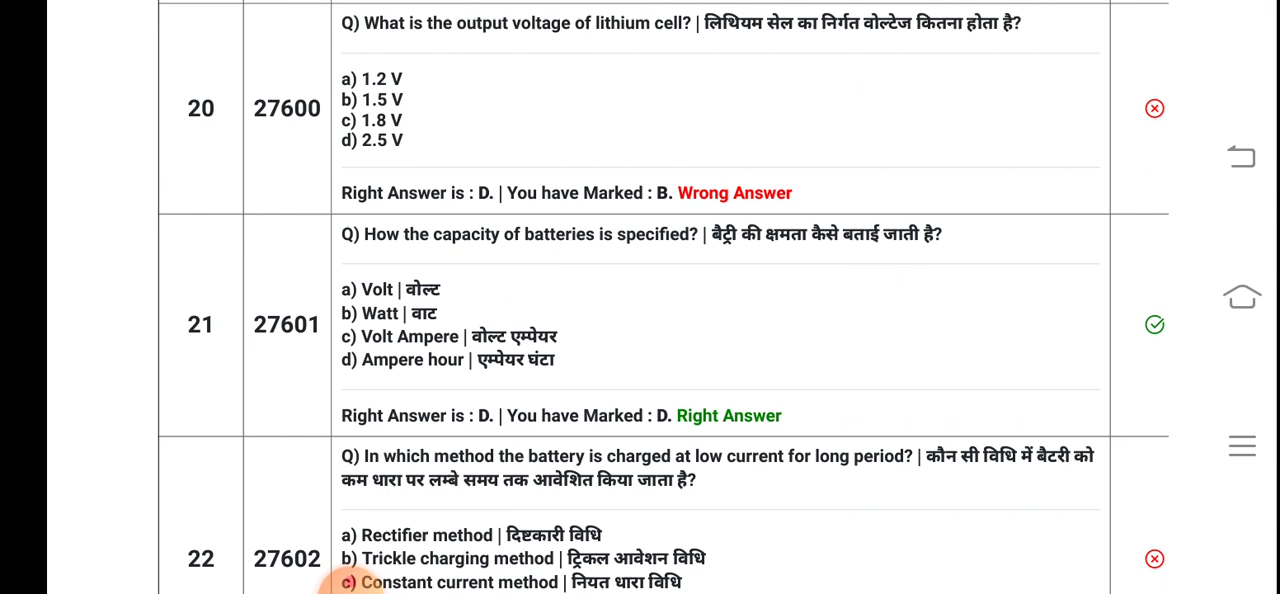 Q) What is the output voltage of lithium cell? | लिथियम सेल का निर्गत वोल्टेज कितना होता है?
20
27600
a) 1.2 V
b) 1.5 V
c) 1.8 V
d) 2.5 V
Right Answer is : D. | You have Marked : B. Wrong Answer
Q) How the capacity of batteries is specified? | बैट्री की क्षमता कैसे बताई जाती है?
21
27601
a) Volt | वोल्ट
b) Watt | वाट
c) Volt Ampere | वोल्ट एम्पेयर
d) Ampere hour | एम्पेयर घंटा
Right Answer is : D. | You have Marked : D. Right Answer
Q) In which method the battery is charged at low current for long period? | कौन सी विधि में बैटरी को
कम धारा पर लम्बे समय तक आवेशित किया जाता है?
22
27602
a) Rectifier method | दिष्टकारी विधि
b) Trickle charging method | ट्रिकल आवेशन विधि
c) Constant current method | नियत धारा विधि